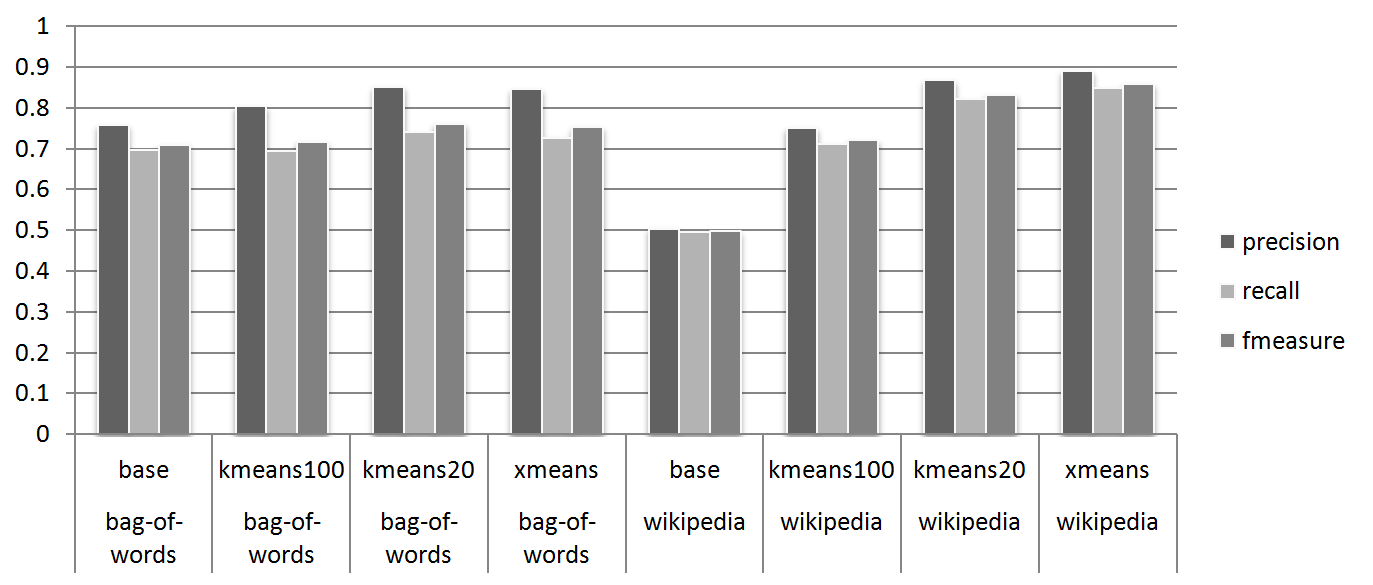 1
0.9
0.8
0.7
0.6
0.5
0.4
0.3
0.2
0.1
0
base kmeans100 kmeans20 xmeans base kmeans100 kmeans20 xmeans
bag-of- bag-of- bag-of- bag-of- wikipedia wikipedia wikipedia wikipedia
words words words words
precision
recall
fmeasure